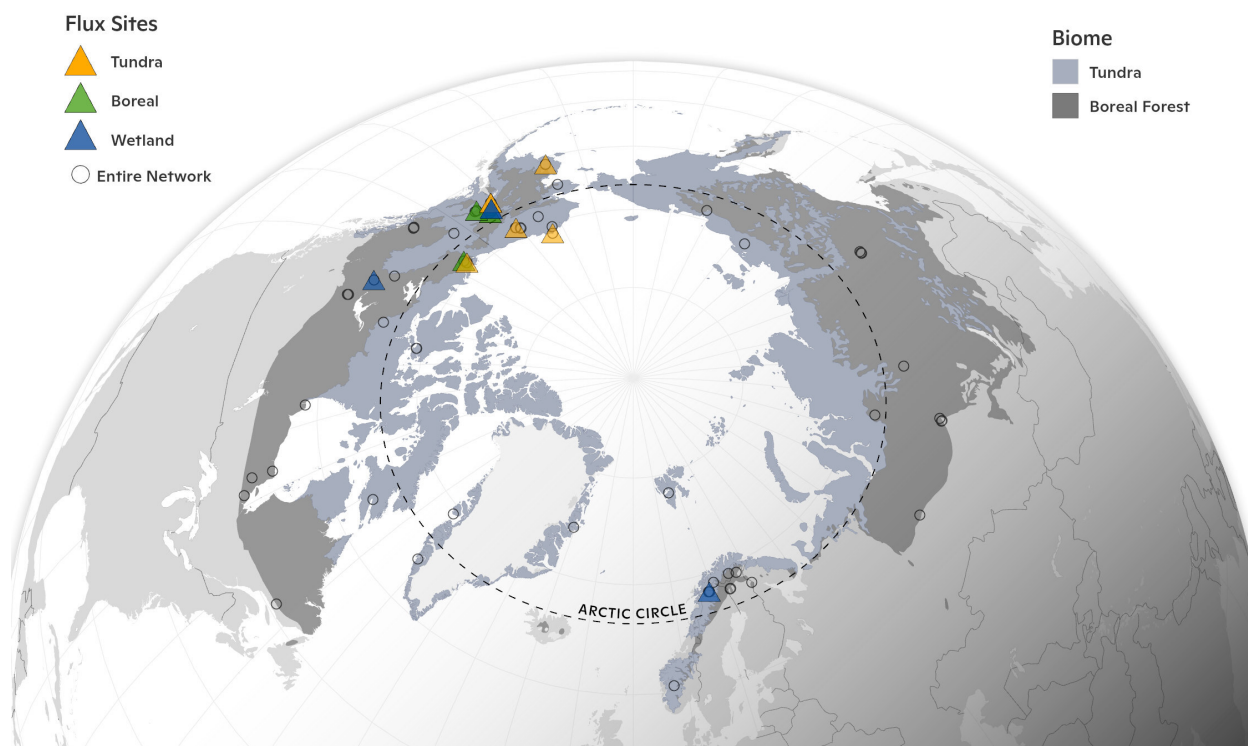 Flux Sites
Tundra
Boreal
Wetland
Entire Network
Biome
Tundra
Boreal Forest
ARCTIC CIRCLE